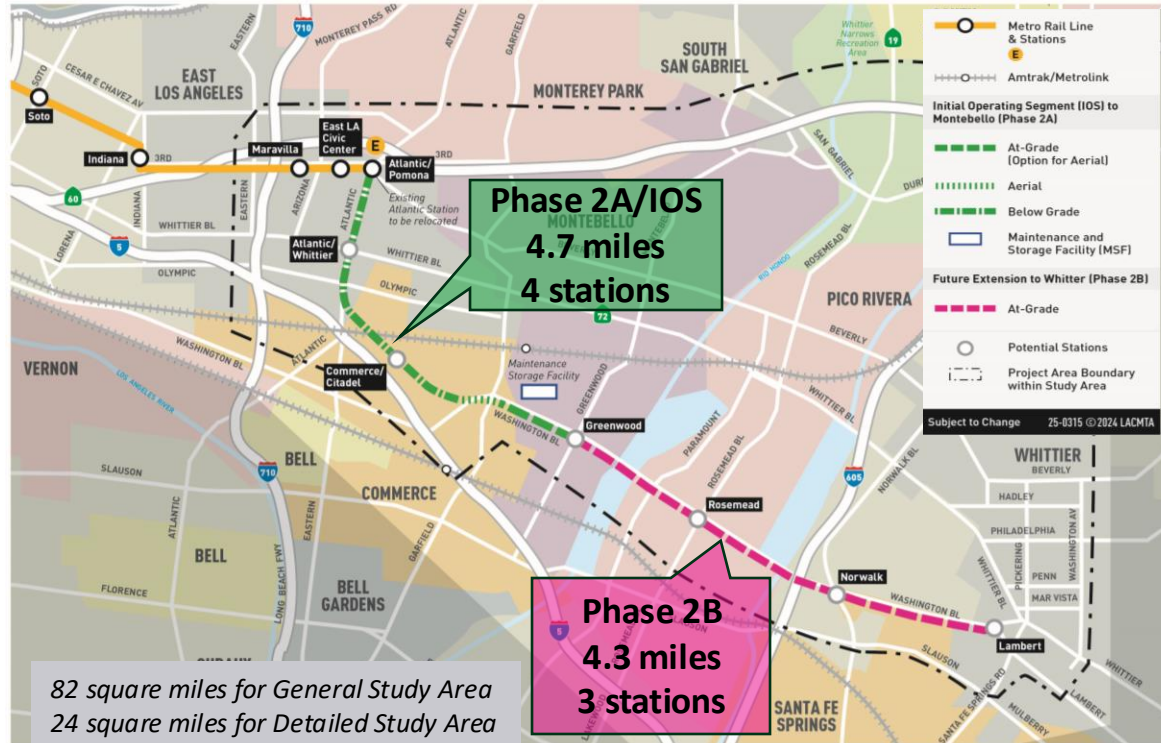 EASTERN
710
MONTEREY PASS RD
ATLANTIC
GARFIELD
SOUTH
SAN GABRIEL
Whittier
Narrows
Recreation
Area
19
SOTO
CESAR E CHAVEZ AV
EAST
LOS ANGELES
MONTEREY PARK
Soto
Indiana
3RD
Maravilla
East LA
Civic
Center
E
Atlantic/
Pomona
3RD
SAN GABRIEL
60
INDIANA
EASTERN
ARIZONA
ATLANTIC
Existing
Atlantic Station
to be relocated
LORENA
WHITTIER BL
5
Atlantic/
Whittier
OLYMPIC
WHITTIER BL
OLYMPIC
MONTEBELLO
72
RIO HONDO
ROSEMEAD BL
PICO RIVERA
BEVERLY
Phase 2A/IOS
4.7 miles
4 stations
VERNON
WASHINGTON BL
ATLANTIC
LOS ANGELES RIVER
Commerce/
Citadel
Maintenance
Storage Facility
GREENWOOD
WASHINGTON BL
Greenwood
PARAMOUNT
ROSEMEAD BL
WHITTIER BL
605
NORWALK BL
BELL
710
SLAUSON
ATLANTIC
EASTERN
COMMERCE
GARFIELD
BELL
FLORENCE
LONG BEACH FWY
BELL
GARDENS
Rosemead
Norwalk
WASHINGTON BL
Lambert
WHITTIER
BEVERLY
HADLEY
PHILADELPHIA
PICKERING
WASHINGTON AV
PENN
MAR VISTA
WHITTIER BL
WHITTIER
LAMBERT
MULBERRY
SANTA FE SPRINGS RD
SLAUSON
SLAUSON
5
LAKEWOOD
SANTA FE
SPRINGS
Phase 2B
4.3 miles
3 stations
82 square miles for General Study Area
24 square miles for Detailed Study Area
Metro Rail Line
& Stations
E
Amtrak/Metrolink
Initial Operating Segment (IOS) to
Montebello (Phase 2A)
At-Grade
(Option for Aerial)
Aerial
Below Grade
Maintenance and
Storage Facility (MSF)
Future Extension to Whitter (Phase 2B)
At-Grade
Potential Stations
Project Area Boundary
within Study Area
Subject to Change 25-0315 © 2024 LACMTA